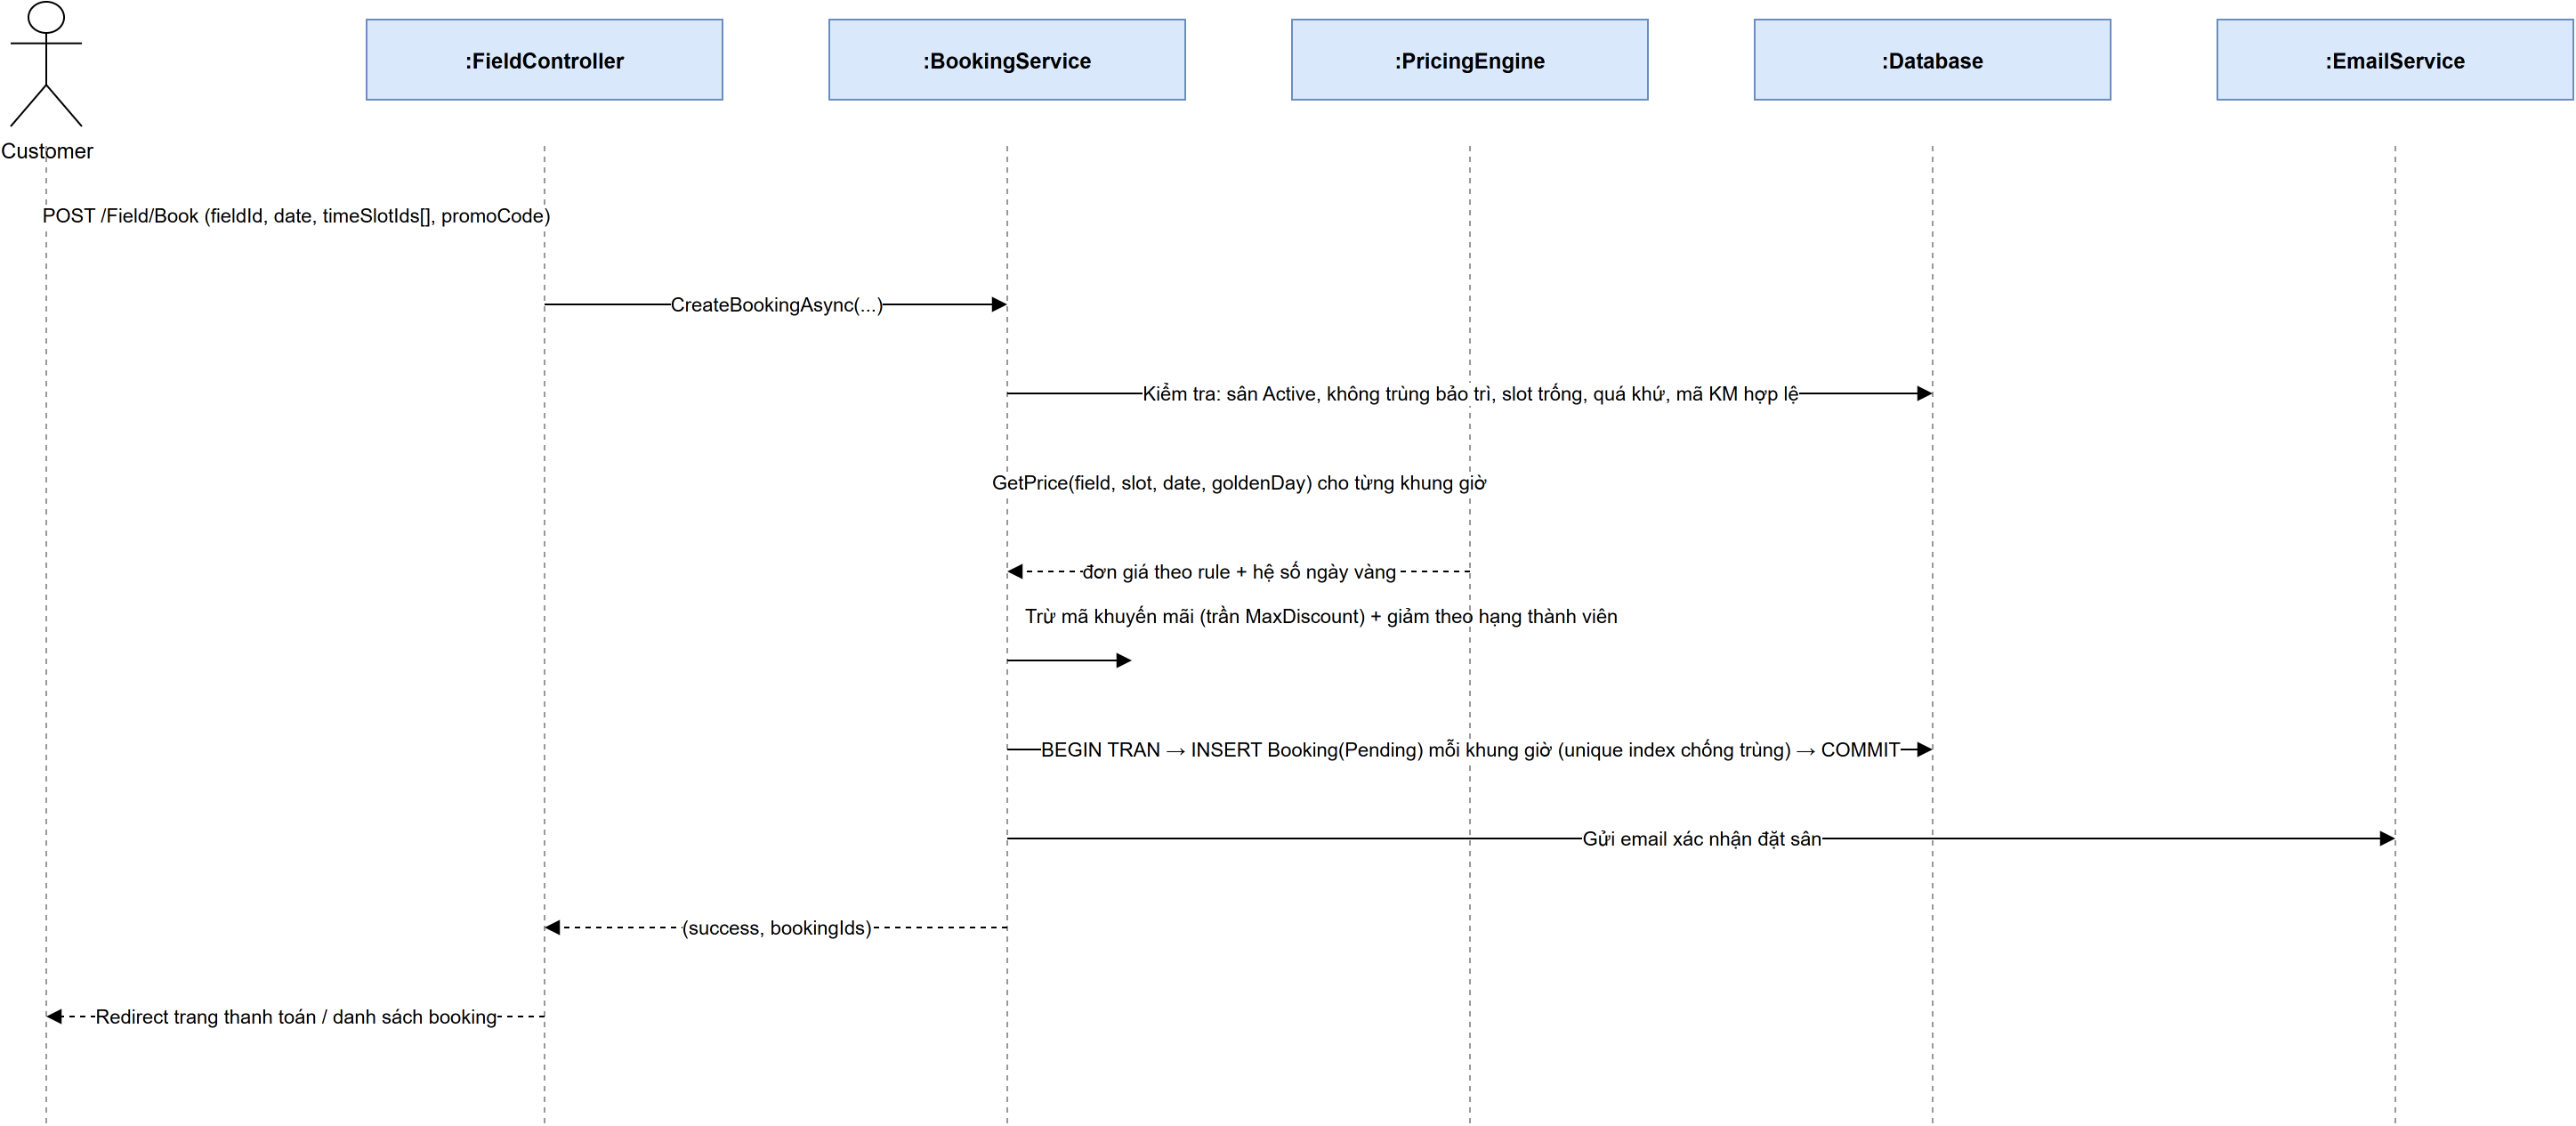 :FieldController
:BookingService
:PricingEngine
:Database
:EmailService
Customer
POST /Field/Book (fieldId, date, timeSlotIds[], promoCode)
CreateBookingAsync(...)
Kiểm tra: sân Active, không trùng bảo trì, slot trống, quá khứ, mã KM hợp lệ
GetPrice(field, slot, date, goldenDay) cho từng khung giờ
đơn giá theo rule + hệ số ngày vàng
Trừ mã khuyến mãi (trần MaxDiscount) + giảm theo hạng thành viên
BEGIN TRAN → INSERT Booking(Pending) mỗi khung giờ (unique index chống trùng) → COMMIT
Gửi email xác nhận đặt sân
(success, bookingIds)
Redirect trang thanh toán / danh sách booking